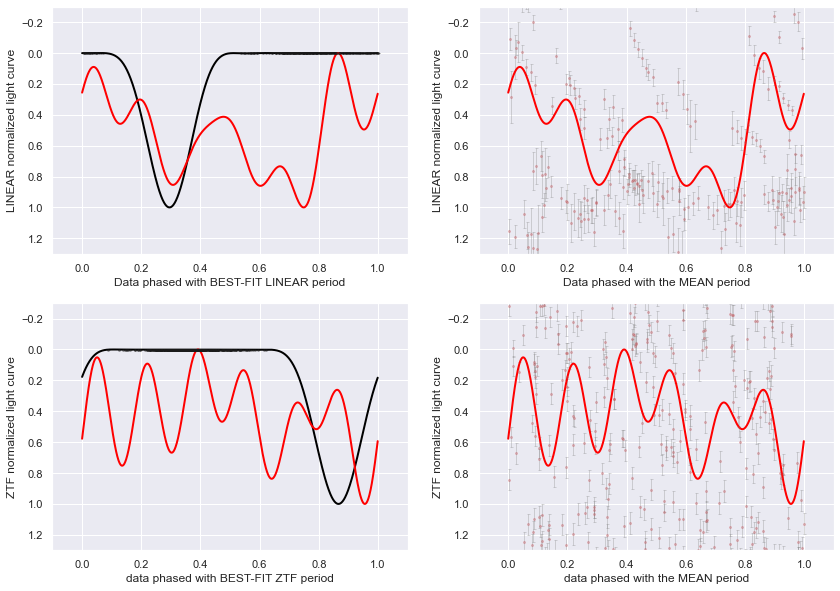 LINEAR normalized light curve
−0.2
0.0
0.2
0.4
0.6
0.8
1.0
1.2
0.0 0.2 0.4 0.6 0.8 1.0
Data phased with BEST-FIT LINEAR period
LINEAR normalized light curve
−0.2
0.0
0.2
0.4
0.6
0.8
1.0
1.2
0.0 0.2 0.4 0.6 0.8 1.0
Data phased with the MEAN period
ZTF normalized light curve
−0.2
0.0
0.2
0.4
0.6
0.8
1.0
1.2
0.0 0.2 0.4 0.6 0.8 1.0
data phased with BEST-FIT ZTF period
ZTF normalized light curve
−0.2
0.0
0.2
0.4
0.6
0.8
1.0
1.2
0.0 0.2 0.4 0.6 0.8 1.0
data phased with the MEAN period